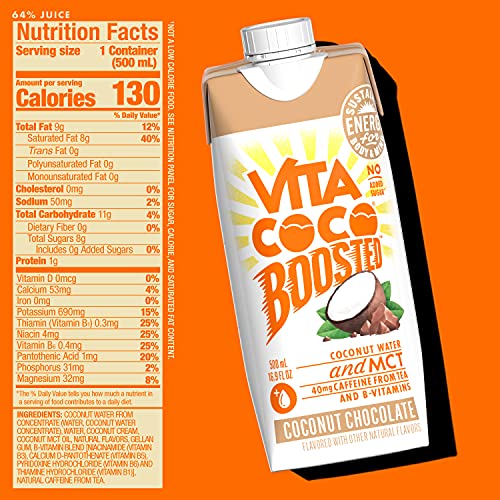 64% JUICE
Nutrition Facts
Serving size 1 Container
(500 mL)
Amount per serving
Calories 130
% Daily Value*
Total Fat 9g 12%
Saturated Fat 8g 40%
Trans Fat 0g
Polyunsaturated Fat 0g
Monounsaturated Fat 0g
Cholesterol 0mg 0%
Sodium 50mg 2%
Total Carbohydrate 11g 4%
Dietary Fiber 0g 0%
Total Sugars 8g
Includes 0g Added Sugars 0%
Protein 1g
Vitamin D 0mcg 0%
Calcium 53mg 4%
Iron 0mg 0%
Potassium 690mg 15%
Thiamin (Vitamin B₁) 0.3mg 25%
Niacin 4mg 25%
Vitamin B₆ 0.4mg 25%
Pantothenic Acid 1mg 20%
Phosphorus 31mg 2%
Magnesium 32mg 8%
*The % Daily Value tells you how much a nutrient in
a serving of food contributes to a daily diet.
INGREDIENTS: COCONUT WATER FROM
CONCENTRATE (WATER, COCONUT WATER
CONCENTRATE), WATER, COCONUT CREAM,
COCONUT MCT OIL, NATURAL FLAVORS, GELLAN
GUM, B-VITAMIN BLEND [NIACINAMIDE (VITAMIN
B3), CALCIUM D-PANTOTHENATE (VITAMIN B5),
PYRIDOXINE HYDROCHLORIDE (VITAMIN B6) AND
THIAMINE HYDROCHLORIDE (VITAMIN B1)],
NATURAL CAFFEINE FROM TEA.
*NOT A LOW CALORIE FOOD. SEE NUTRITION PANEL FOR SUGAR, CALORIE AND SATURATED FAT CONTENT.
ENERGY
for
NO
ADDED
SUGAR*
VITA
COCO
BOOSTED
COCONUT WATER
and MCT
40mg CAFFEINE FROM TEA
AND B-VITAMINS
500 mL
16.9 FL OZ
COCONUT CHOCOLATE
FLAVORED WITH OTHER NATURAL FLAVORS